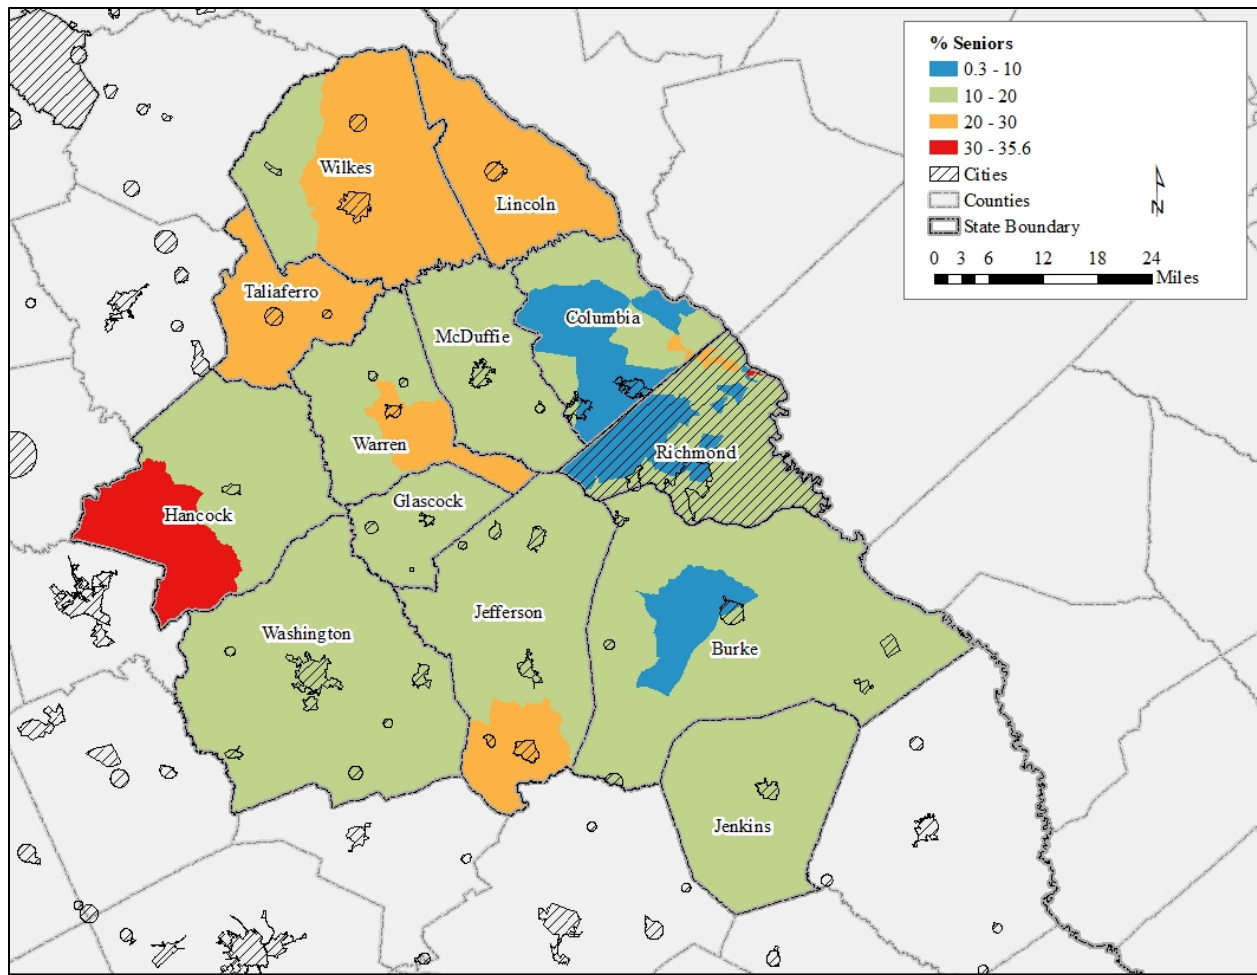 % Seniors
0.3 - 10
10 - 20
20 - 30
30 - 35.6
Cities
Counties
State Boundary
N
0 3 6 12 18 24
Miles
Wilkes
Lincoln
Taliaferro
Columbia
McDuffie
Warren
Richmond
Glascock
Hancock
Jefferson
Washington
Burke
Jenkins